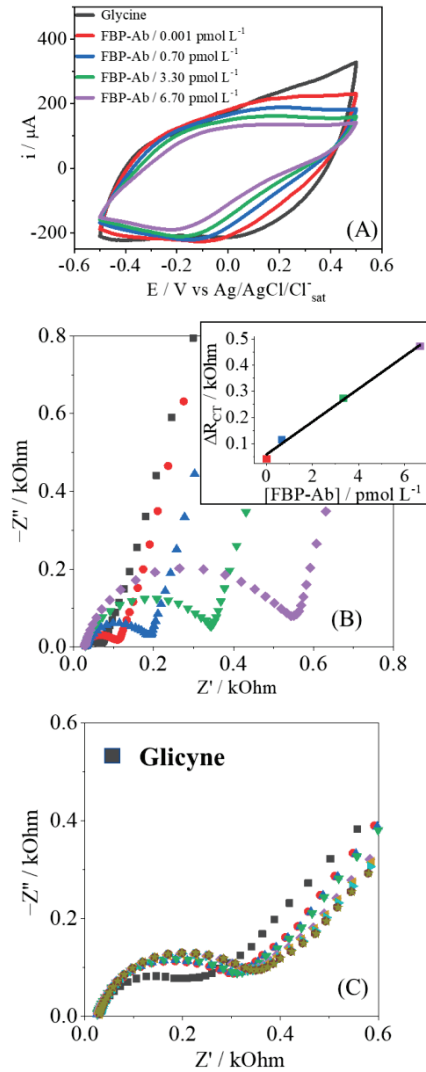 Glycine
FBP-Ab / 0.001 pmol L⁻¹
FBP-Ab / 0.70 pmol L⁻¹
FBP-Ab / 3.30 pmol L⁻¹
FBP-Ab / 6.70 pmol L⁻¹
400
200
0
-200
i / μA
(A)
-0.6 -0.4 -0.2 0.0 0.2 0.4 0.6
E / V vs Ag/AgCl/Cl⁻sat
0.8
0.6
0.4
0.2
0.0
−Z'' / kOhm
0.5
0.4
0.3
0.2
0.1
ΔR_CT / kOhm
0 2 4 6
[FBP-Ab] / pmol L⁻¹
(B)
0.0 0.2 0.4 0.6 0.8
Z' / kOhm
0.6
0.4
0.2
0.0
−Z'' / kOhm
Glicyne
(C)
0.0 0.2 0.4 0.6
Z' / kOhm